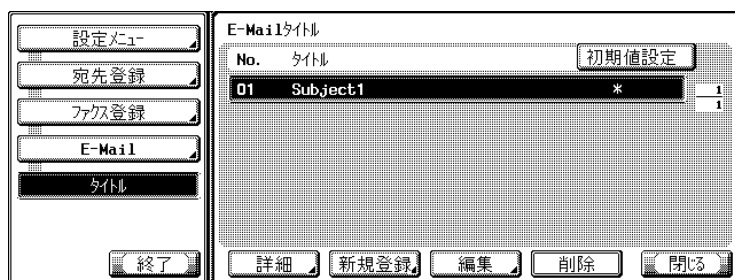 設定メニュー
宛先登録
ファクス登録
E-Mail
タイトル
終了
E-Mailタイトル
No. タイトル 初期値設定
01 Subject1 *
1
1
詳細 新規登録 編集 削除 閉じる